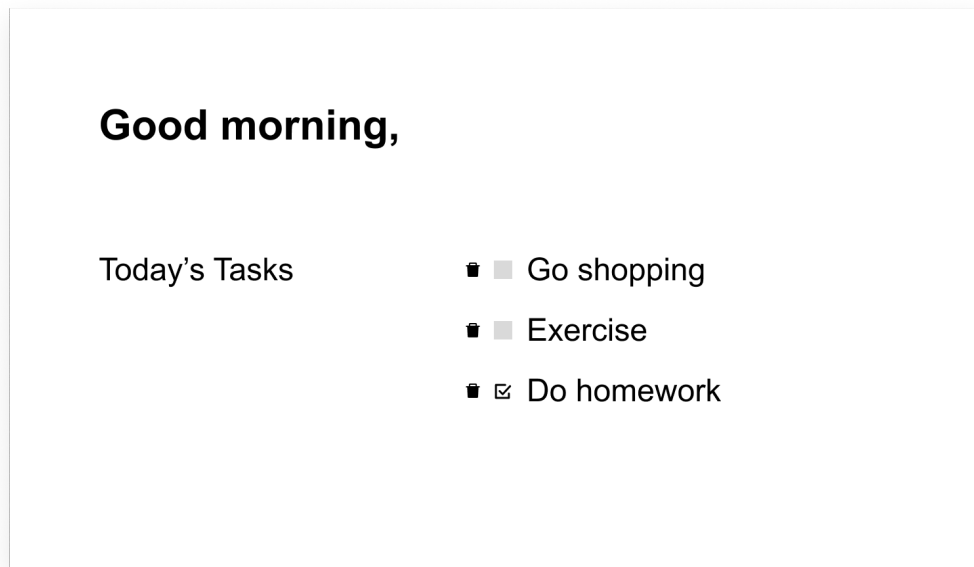 Good morning,
Today’s Tasks
Go shopping
Exercise
Do homework